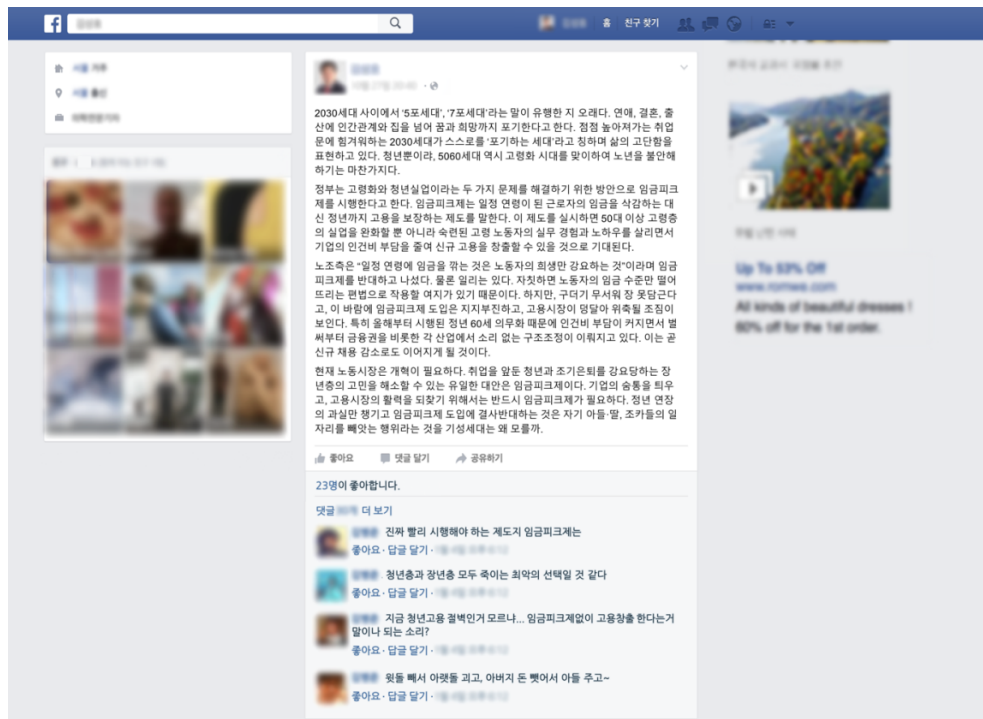 홈 친구 찾기
거주
출신
2030세대 사이에서 '5포세대', '7포세대'라는 말이 유행한 지 오래다. 연애, 결혼, 출
산에 인간관계와 집을 넘어 꿈과 희망까지 포기한다고 한다. 점점 높아져가는 취업
문에 힘겨워하는 2030세대가 스스로를 '포기하는 세대'라고 칭하며 삶의 고단함을
표현하고 있다. 청년뿐이랴, 5060세대 역시 고령화 시대를 맞이하여 노년을 불안해
하기는 마찬가지다.
정부는 고령화와 청년실업이라는 두 가지 문제를 해결하기 위한 방안으로 임금피크
제를 시행한다고 한다. 임금피크제는 일정 연령이 된 근로자의 임금을 삭감하는 대
신 정년까지 고용을 보장하는 제도를 말한다. 이 제도를 실시하면 50대 이상 고령층
의 실업을 완화할 뿐 아니라 숙련된 고령 노동자의 실무 경험과 노하우를 살리면서
기업의 인건비 부담을 줄여 신규 고용을 창출할 수 있을 것으로 기대된다.
노조측은 "일정 연령에 임금을 깎는 것은 노동자의 희생만 강요하는 것"이라며 임금
피크제를 반대하고 나섰다. 물론 일리는 있다. 자칫하면 노동자의 임금 수준만 떨어
뜨리는 편법으로 작용할 여지가 있기 때문이다. 하지만, 구더기 무서워 장 못담근다
고, 이 바람에 임금피크제 도입은 지지부진하고, 고용시장이 덩달아 위축될 조짐이
보인다. 특히 올해부터 시행된 정년 60세 의무화 때문에 인건비 부담이 커지면서 벌
써부터 금융권을 비롯한 각 산업에서 소리 없는 구조조정이 이뤄지고 있다. 이는 곧
신규 채용 감소로도 이어지게 될 것이다.
현재 노동시장은 개혁이 필요하다. 취업을 앞둔 청년과 조기은퇴를 강요당하는 장
년층의 고민을 해소할 수 있는 유일한 대안은 임금피크제이다. 기업의 숨통을 틔우
고, 고용시장의 활력을 되찾기 위해서는 반드시 임금피크제가 필요하다. 정년 연장
의 과실만 챙기고 임금피크제 도입에 결사반대하는 것은 자기 아들·딸, 조카들의 일
자리를 빼앗는 행위라는 것을 기성세대는 왜 모를까.
좋아요 댓글 달기 공유하기
23명이 좋아합니다.
댓글 더 보기
진짜 빨리 시행해야 하는 제도지 임금피크제는
좋아요 · 답글 달기 ·
청년층과 장년층 모두 죽이는 최악의 선택일 것 같다
좋아요 · 답글 달기 ·
지금 청년고용 절벽인거 모르냐... 임금피크제없이 고용창출 한다는거
말이나 되는 소리?
좋아요 · 답글 달기 ·
윗돌 빼서 아랫돌 괴고, 아버지 돈 뺏어서 아들 주고~
좋아요 · 답글 달기 ·
Up To 53% Off
www.romwe.com
All kinds of beautiful dresses !
60% off for the 1st order.